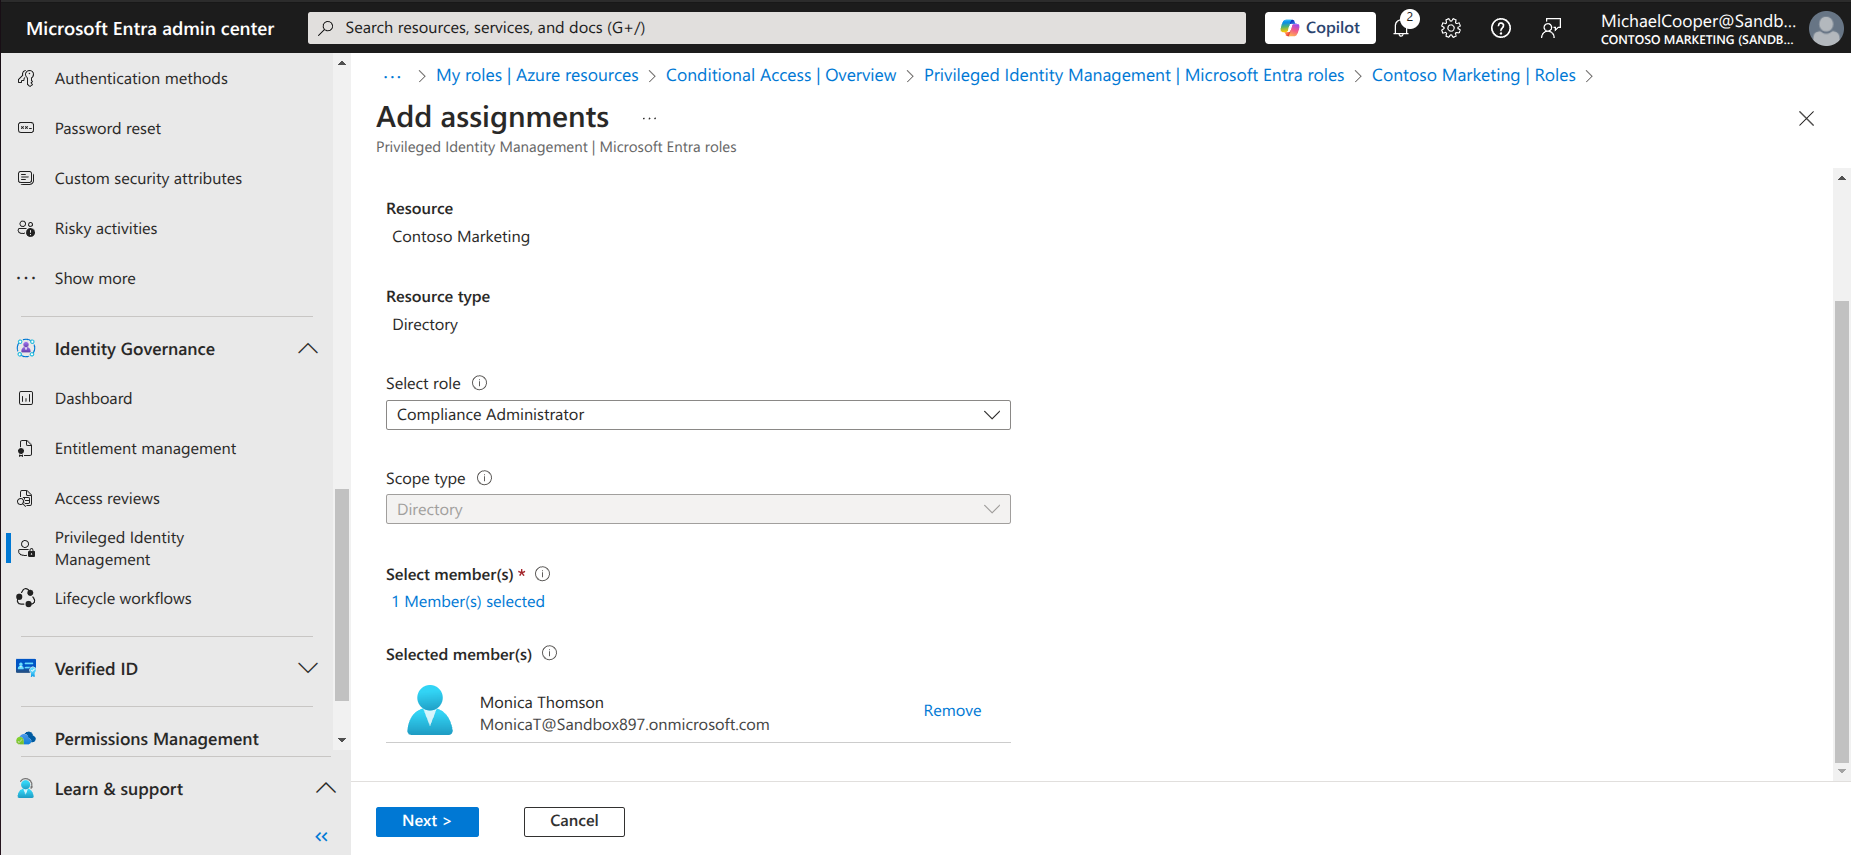 Microsoft Entra admin center
Search resources, services, and docs (G+/)
Copilot
2
MichaelCooper@Sandb...
CONTOSO MARKETING (SANDB...
Authentication methods
Password reset
Custom security attributes
Risky activities
Show more
Identity Governance
Dashboard
Entitlement management
Access reviews
Privileged Identity
Management
Lifecycle workflows
Verified ID
Permissions Management
Learn & support
... > My roles | Azure resources > Conditional Access | Overview > Privileged Identity Management | Microsoft Entra roles > Contoso Marketing | Roles >
Add assignments ...
Privileged Identity Management | Microsoft Entra roles
Resource
Contoso Marketing
Resource type
Directory
Select role
Compliance Administrator
Scope type
Directory
Select member(s) *
1 Member(s) selected
Selected member(s)
Monica Thomson
MonicaT@Sandbox897.onmicrosoft.com
Remove
Next >
Cancel